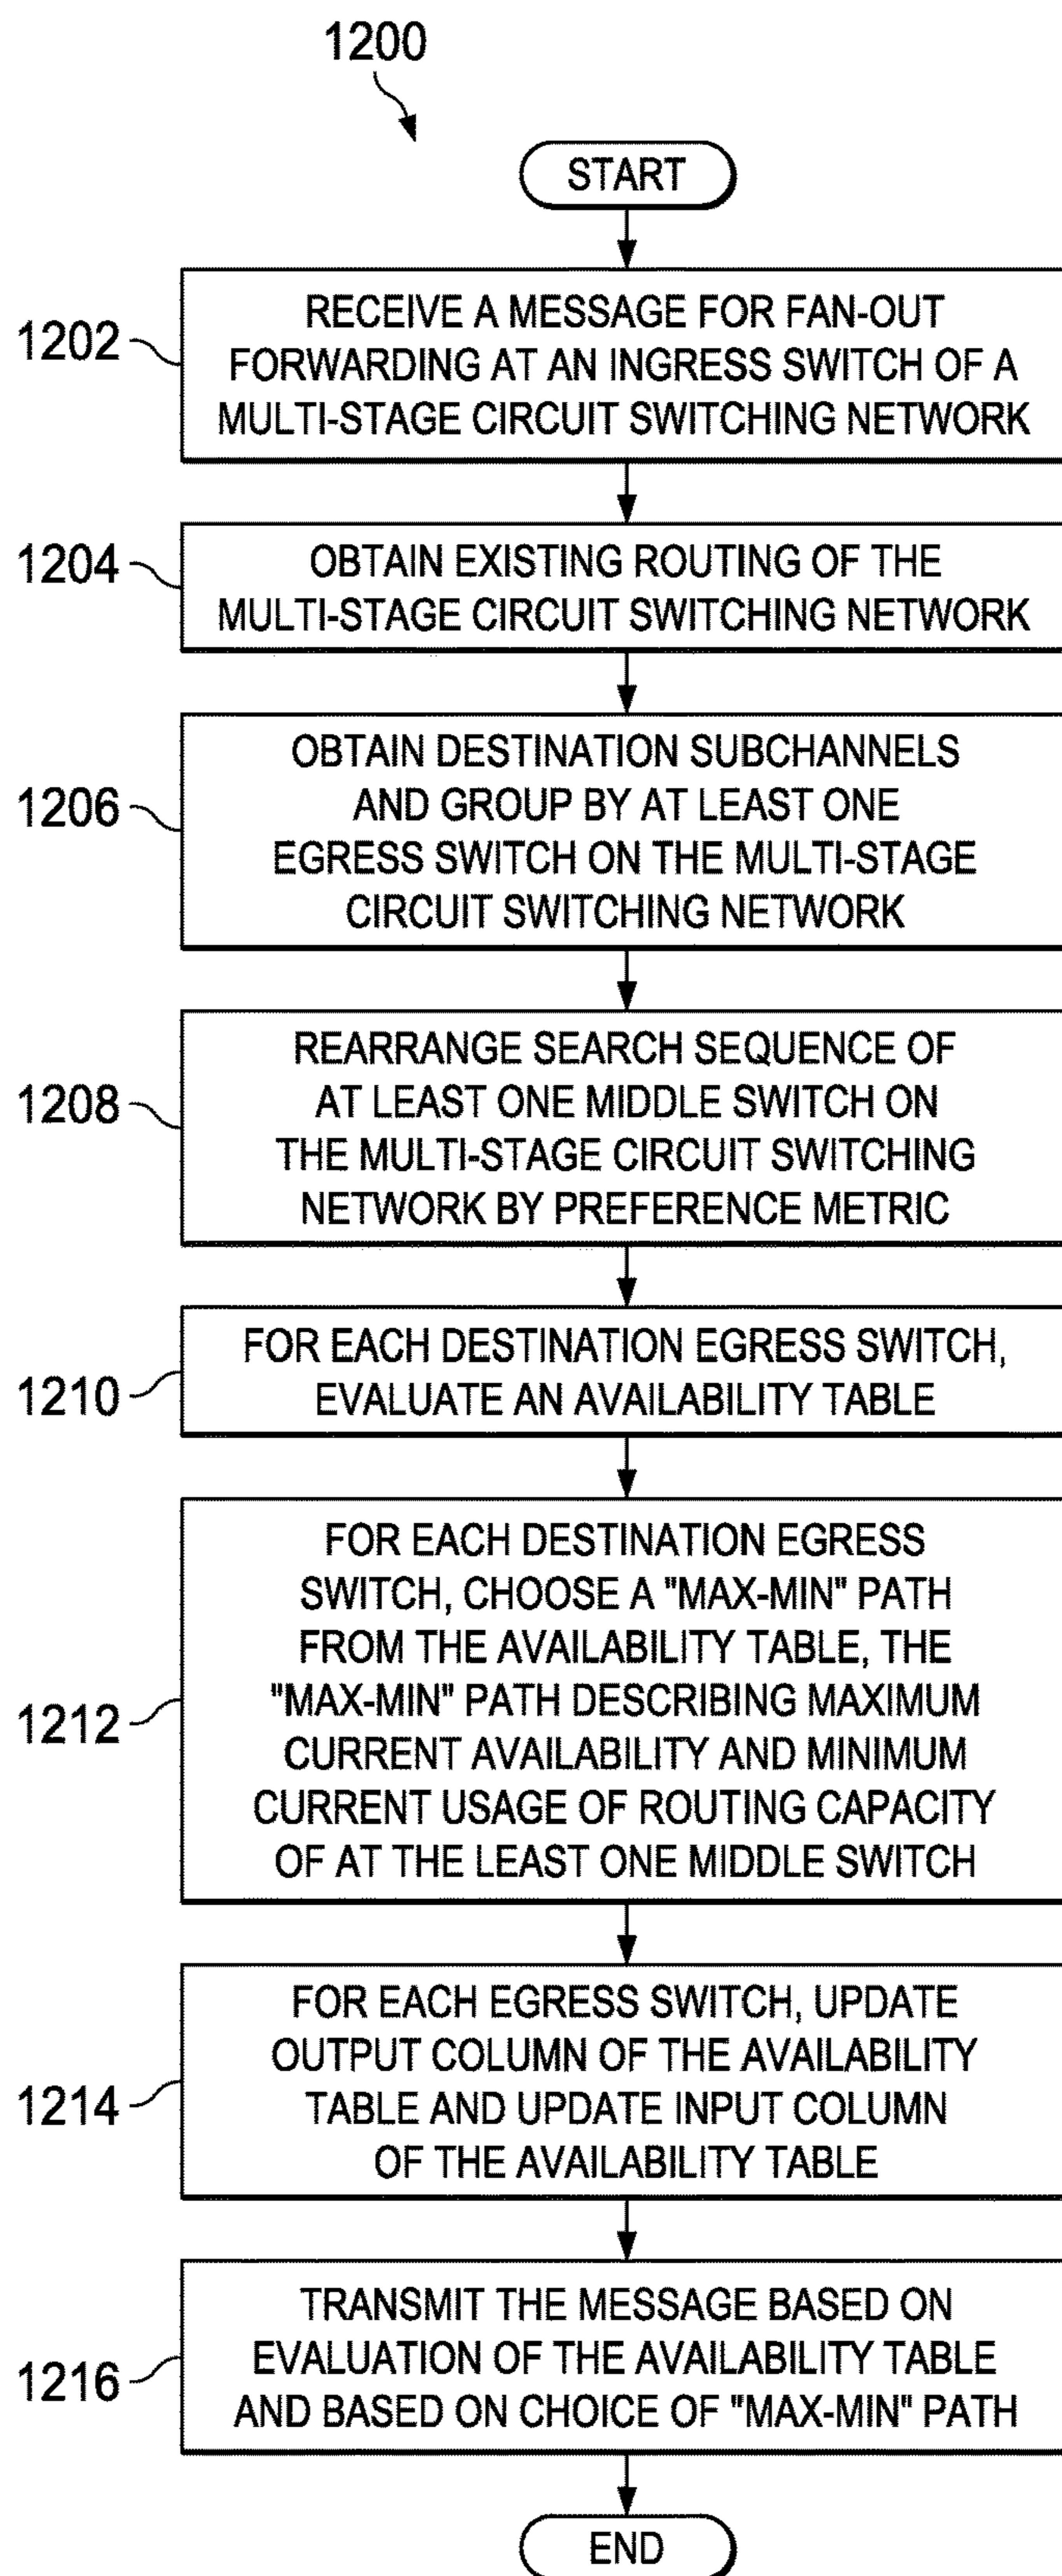 1200
START
1202
RECEIVE A MESSAGE FOR FAN-OUT
FORWARDING AT AN INGRESS SWITCH OF A
MULTI-STAGE CIRCUIT SWITCHING NETWORK
1204
OBTAIN EXISTING ROUTING OF THE
MULTI-STAGE CIRCUIT SWITCHING NETWORK
1206
OBTAIN DESTINATION SUBCHANNELS
AND GROUP BY AT LEAST ONE
EGRESS SWITCH ON THE MULTI-STAGE
CIRCUIT SWITCHING NETWORK
1208
REARRANGE SEARCH SEQUENCE OF
AT LEAST ONE MIDDLE SWITCH ON
THE MULTI-STAGE CIRCUIT SWITCHING
NETWORK BY PREFERENCE METRIC
1210
FOR EACH DESTINATION EGRESS SWITCH,
EVALUATE AN AVAILABILITY TABLE
1212
FOR EACH DESTINATION EGRESS
SWITCH, CHOOSE A "MAX-MIN" PATH
FROM THE AVAILABILITY TABLE, THE
"MAX-MIN" PATH DESCRIBING MAXIMUM
CURRENT AVAILABILITY AND MINIMUM
CURRENT USAGE OF ROUTING CAPACITY
OF AT THE LEAST ONE MIDDLE SWITCH
1214
FOR EACH EGRESS SWITCH, UPDATE
OUTPUT COLUMN OF THE AVAILABILITY
TABLE AND UPDATE INPUT COLUMN
OF THE AVAILABILITY TABLE
1216
TRANSMIT THE MESSAGE BASED ON
EVALUATION OF THE AVAILABILITY TABLE
AND BASED ON CHOICE OF "MAX-MIN" PATH
END